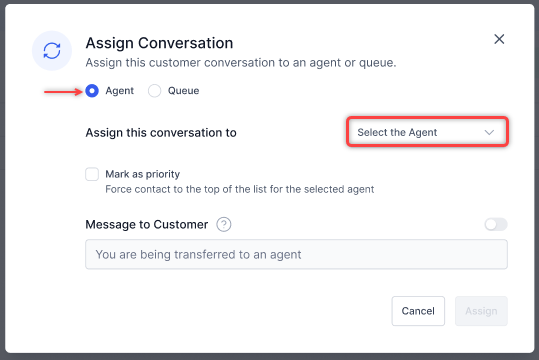 Assign Conversation
Assign this customer conversation to an agent or queue.
Agent Queue
Assign this conversation to Select the Agent
Mark as priority
Force contact to the top of the list for the selected agent
Message to Customer ?
You are being transferred to an agent
Cancel Assign